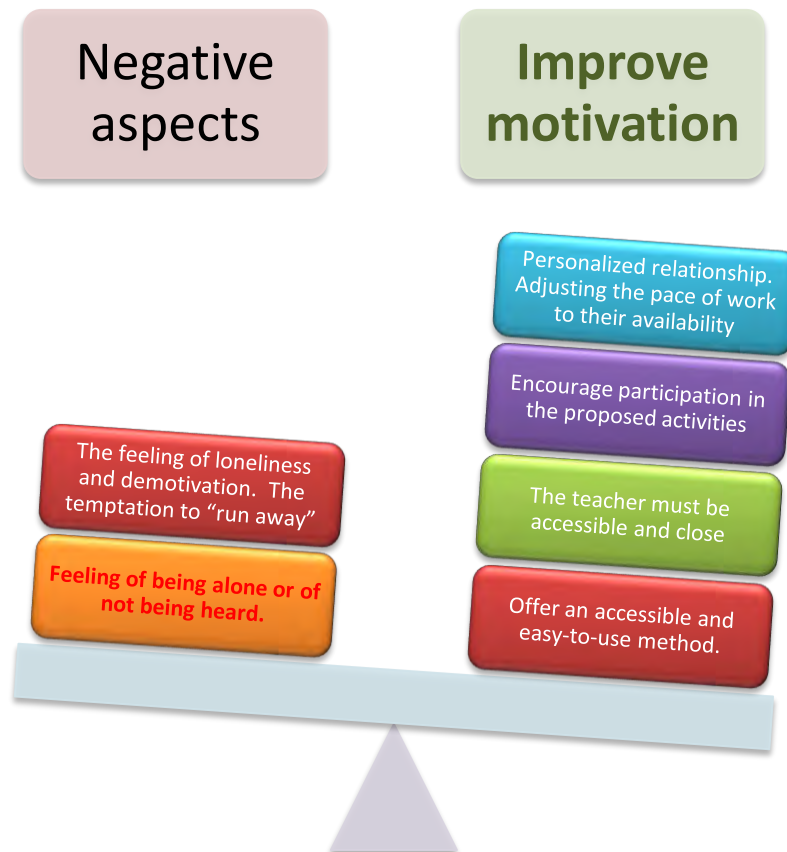 Negative
aspects
Improve
motivation
Personalized relationship.
Adjusting the pace of work
to their availability
Encourage participation in
the proposed activities
The teacher must be
accessible and close
Offer an accessible and
easy-to-use method.
The feeling of loneliness
and demotivation.  The
temptation to “run away”
Feeling of being alone or of
not being heard.